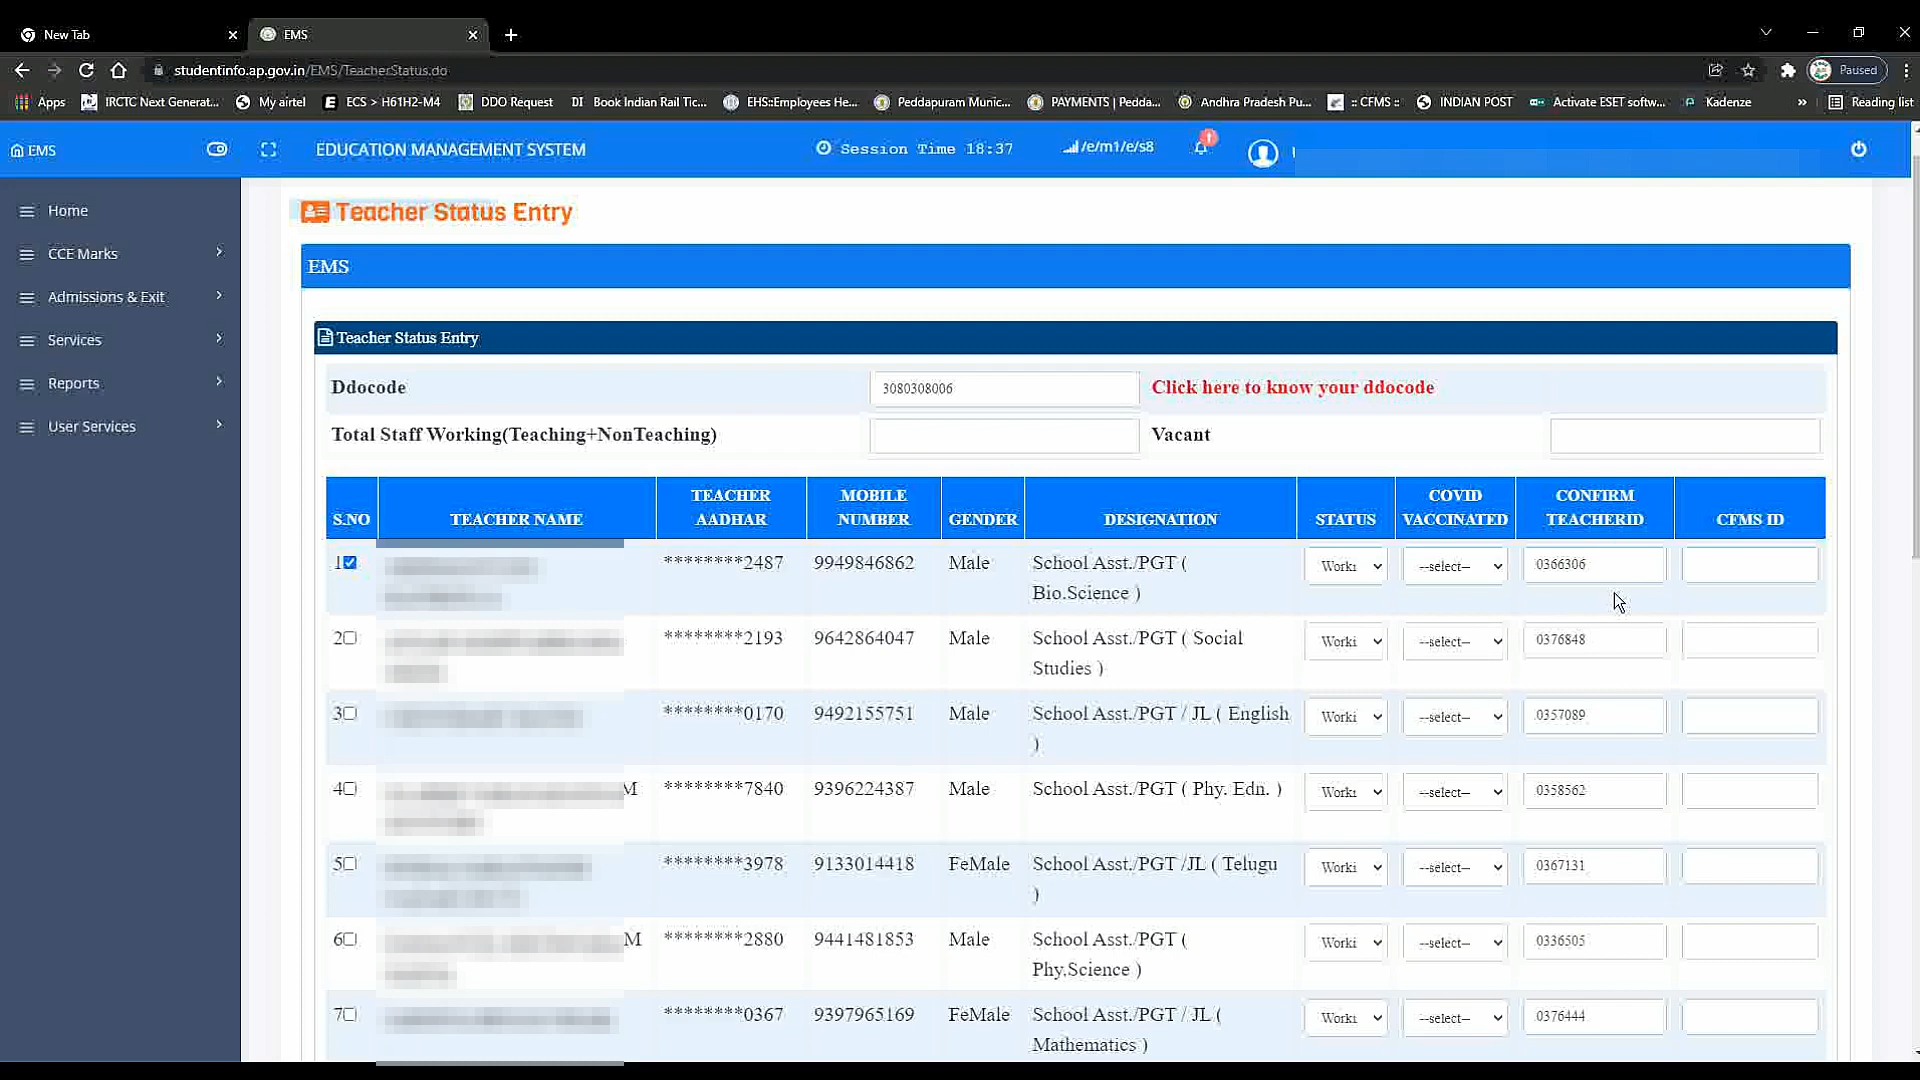 New Tab
EMS
studentinfo.ap.gov.in/EMS/TeacherStatus.do
Paused
Apps IRCTC Next Generat... My airtel ECS > H61H2-M4 DDO Request DI Book Indian Rail Tic... EHS::Employees He... Peddapuram Munic... PAYMENTS | Pedda... Andhra Pradesh Pu... :: CFMS :: INDIAN POST Activate ESET softw... Kadenze » Reading list
EMS EDUCATION MANAGEMENT SYSTEM Session Time 18:37 /e/m1/e/s8
Home
CCE Marks
Admissions & Exit
Services
Reports
User Services
Teacher Status Entry
EMS
Teacher Status Entry
Ddocode 3080308006 Click here to know your ddocode
Total Staff Working(Teaching+NonTeaching) Vacant
S.NO TEACHER NAME TEACHER AADHAR MOBILE NUMBER GENDER DESIGNATION STATUS COVID VACCINATED CONFIRM TEACHERID CFMS ID
1 ********2487 9949846862 Male School Asst./PGT ( Worki --select-- 0366306
Bio.Science )
2 ********2193 9642864047 Male School Asst./PGT ( Social Worki --select-- 0376848
Studies )
3 ********0170 9492155751 Male School Asst./PGT / JL ( English Worki --select-- 0357089
)
4 M ********7840 9396224387 Male School Asst./PGT ( Phy. Edn. ) Worki --select-- 0358562
5 ********3978 9133014418 FeMale School Asst./PGT /JL ( Telugu Worki --select-- 0367131
)
6 M ********2880 9441481853 Male School Asst./PGT ( Worki --select-- 0336505
Phy.Science )
7 ********0367 9397965169 FeMale School Asst./PGT / JL ( Worki --select-- 0376444
Mathematics )